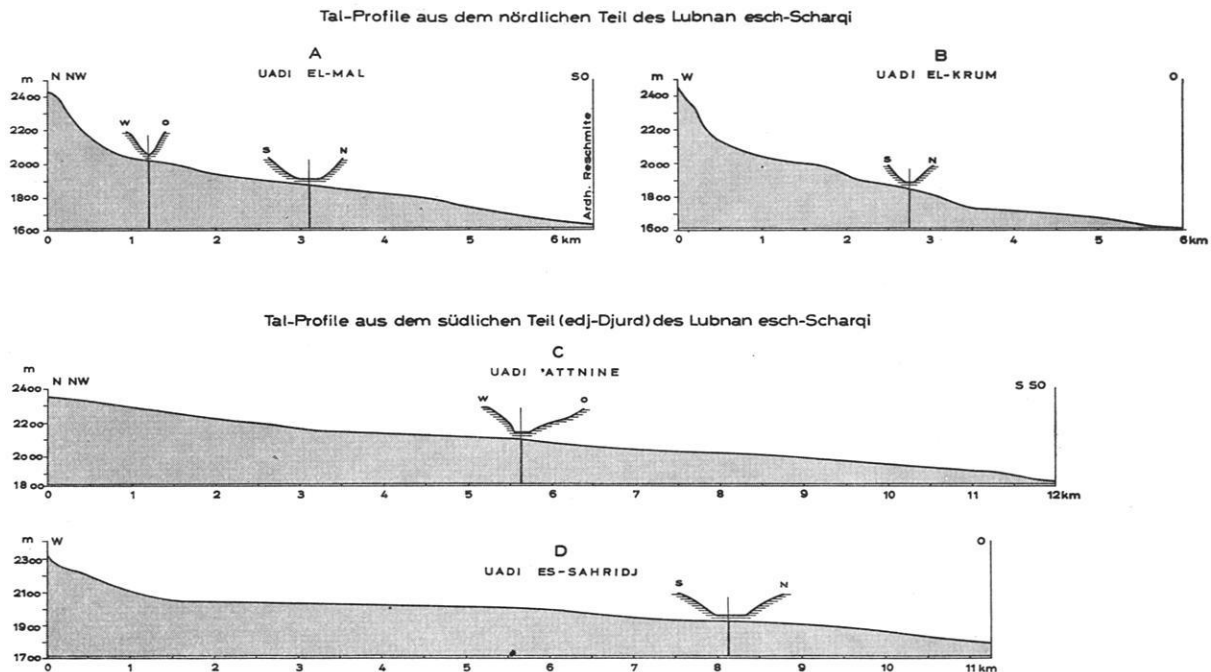 Tal-Profile aus dem nördlichen Teil des Lubnan esch-Scharqi
A
UADI EL-MAL
m
N NW
SO
2400
2200
2000
1800
1600
W O
S N
Ardh. Reschmite
0 1 2 3 4 5 6 km
B
UADI EL-KRUM
m
W
O
2400
2200
2000
1800
1600
S N
0 1 2 3 4 5 6 km
Tal-Profile aus dem südlichen Teil (edj-Djurd) des Lubnan esch-Scharqi
C
UADI 'ATTNINE
m
N NW
S SO
2400
2200
2000
1800
W O
0 1 2 3 4 5 6 7 8 9 10 11 12km
D
UADI ES-SAHRIDJ
m
W
O
2300
2100
1900
1700
S N
0 1 2 3 4 5 6 7 8 9 10 11 km